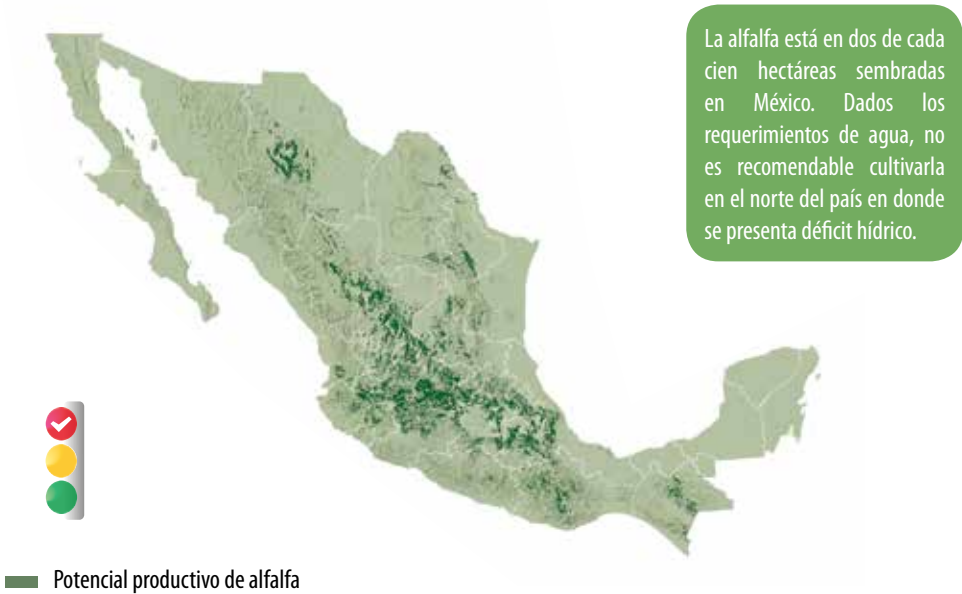 La alfalfa está en dos de cada
cien hectáreas sembradas
en México. Dados los
requerimientos de agua, no
es recomendable cultivarla
en el norte del país en donde
se presenta déficit hídrico.
Potencial productivo de alfalfa